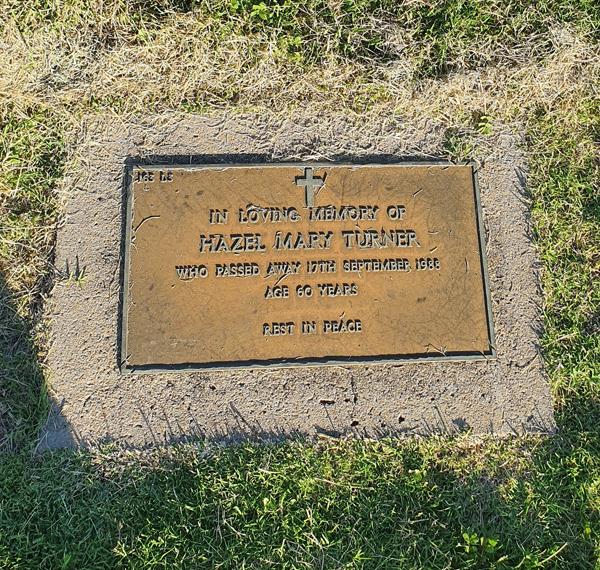 IN LOVING MEMORY OF
HAZEL MARY TURNER
WHO PASSED AWAY 17TH SEPTEMBER 1988
AGE 60 YEARS
REST IN PEACE